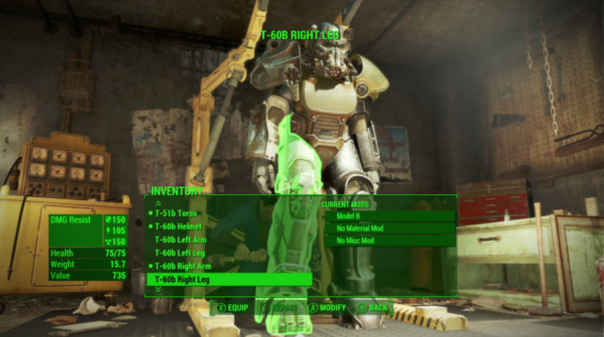 T-60B RIGHT LEG
INVENTORY
T-51b Torso
T-60b Helmet
T-60b Left Arm
T-60b Left Leg
T-60b Right Arm
T-60b Right Leg
DMG Resist 150
105
150
Health 75/75
Weight 15.7
Value 735
CURRENT MODS
Model B
No Material Mod
No Misc Mod
X) EQUIP Y) REPAIR A) MODIFY B) BACK